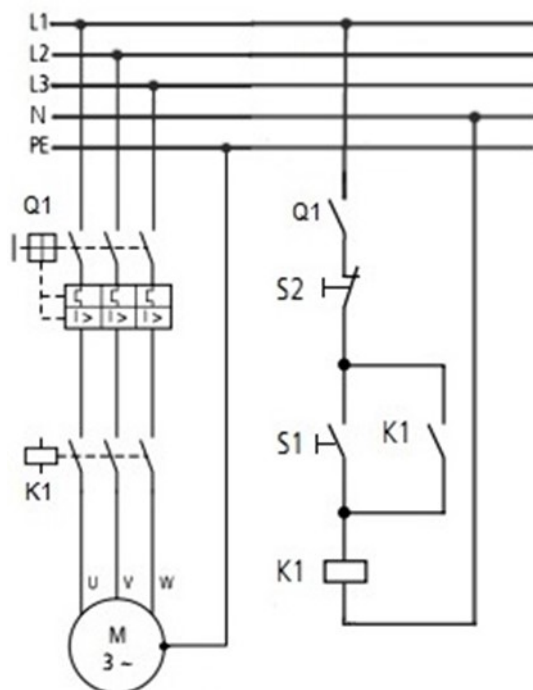 L1
L2
L3
N
PE
Q1
I> I> I>
K1
U V W
M
3 ~
Q1
S2
S1 K1
K1